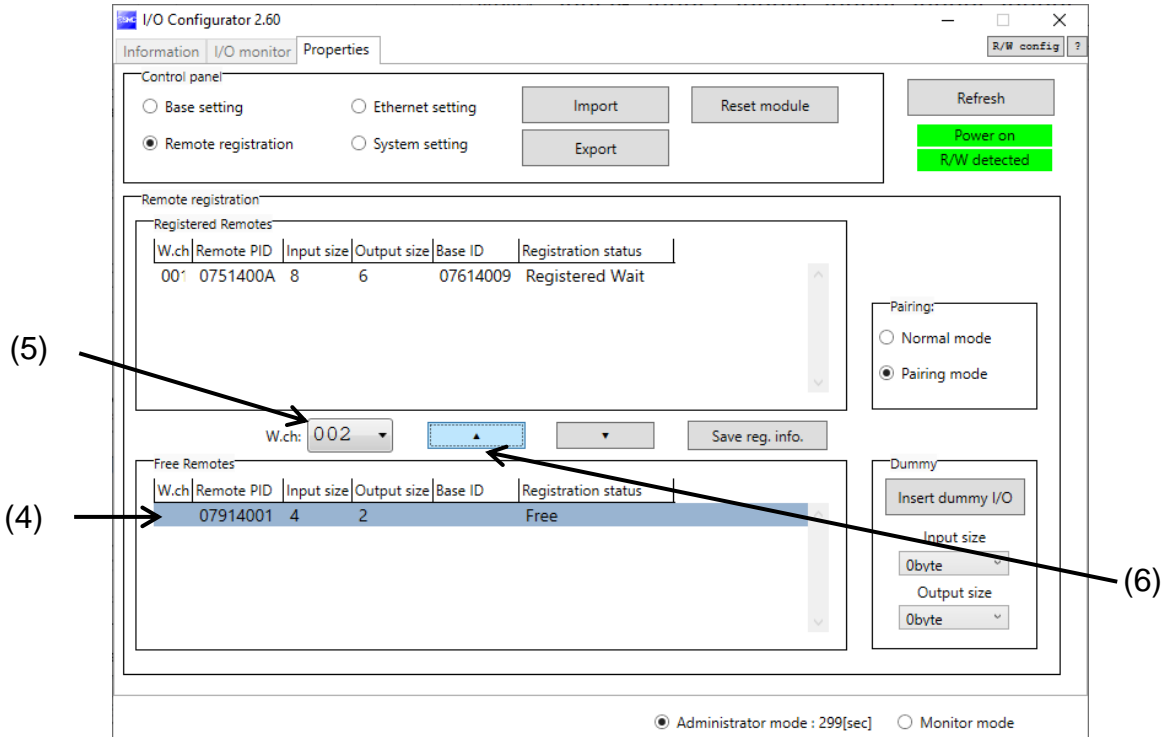 I/O Configurator 2.60
Information I/O monitor Properties R/W config ?
Control panel
Base setting Ethernet setting Import Reset module Refresh
Remote registration System setting Export Power on
R/W detected
Remote registration
Registered Remotes
W.ch Remote PID Input size Output size Base ID Registration status
001 0751400A 8 6 07614009 Registered Wait
Pairing:
Normal mode
Pairing mode
(5)
W.ch: 002 ▲ ▼ Save reg. info.
Free Remotes
W.ch Remote PID Input size Output size Base ID Registration status
07914001 4 2 Free
(4)
Dummy
Insert dummy I/O
Input size
0byte
Output size
0byte
(6)
Administrator mode : 299[sec] Monitor mode